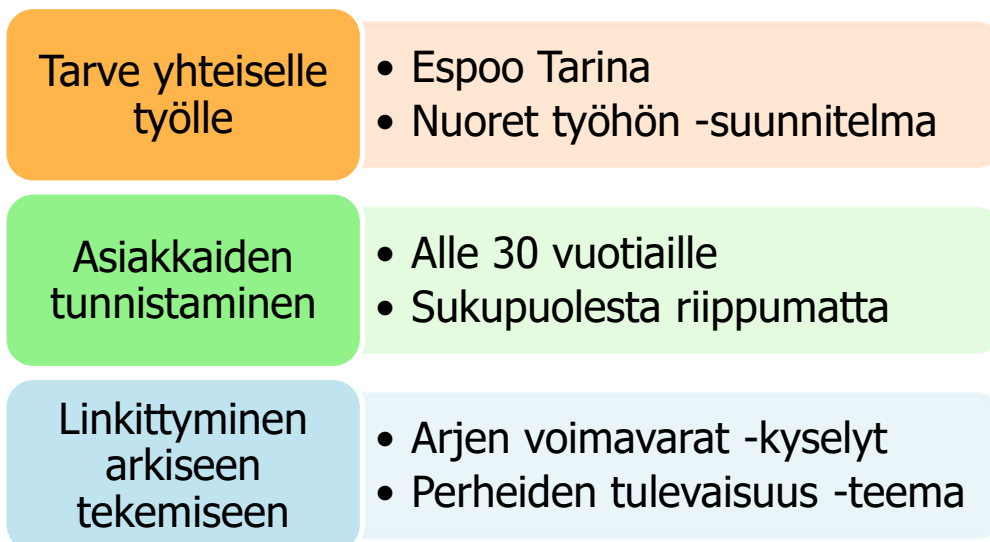 Tarve yhteiselle
työlle
• Espoo Tarina
• Nuoret työhön -suunnitelma
Asiakkaiden
tunnistaminen
• Alle 30 vuotiaille
• Sukupuolesta riippumatta
Linkittyminen
arkiseen
tekemiseen
• Arjen voimavarat -kyselyt
• Perheiden tulevaisuus -teema